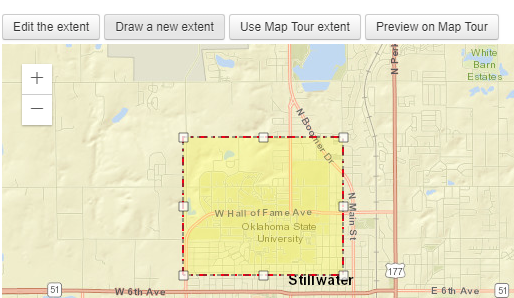 Edit the extent
Draw a new extent
Use Map Tour extent
Preview on Map Tour
White
Barn
Estates
N Per
+
−
N Boomer Dr
W Hall of Fame Ave
N Main St
Oklahoma State
University
177
Stillwater
51
W 6th Ave
E 6th Ave
51